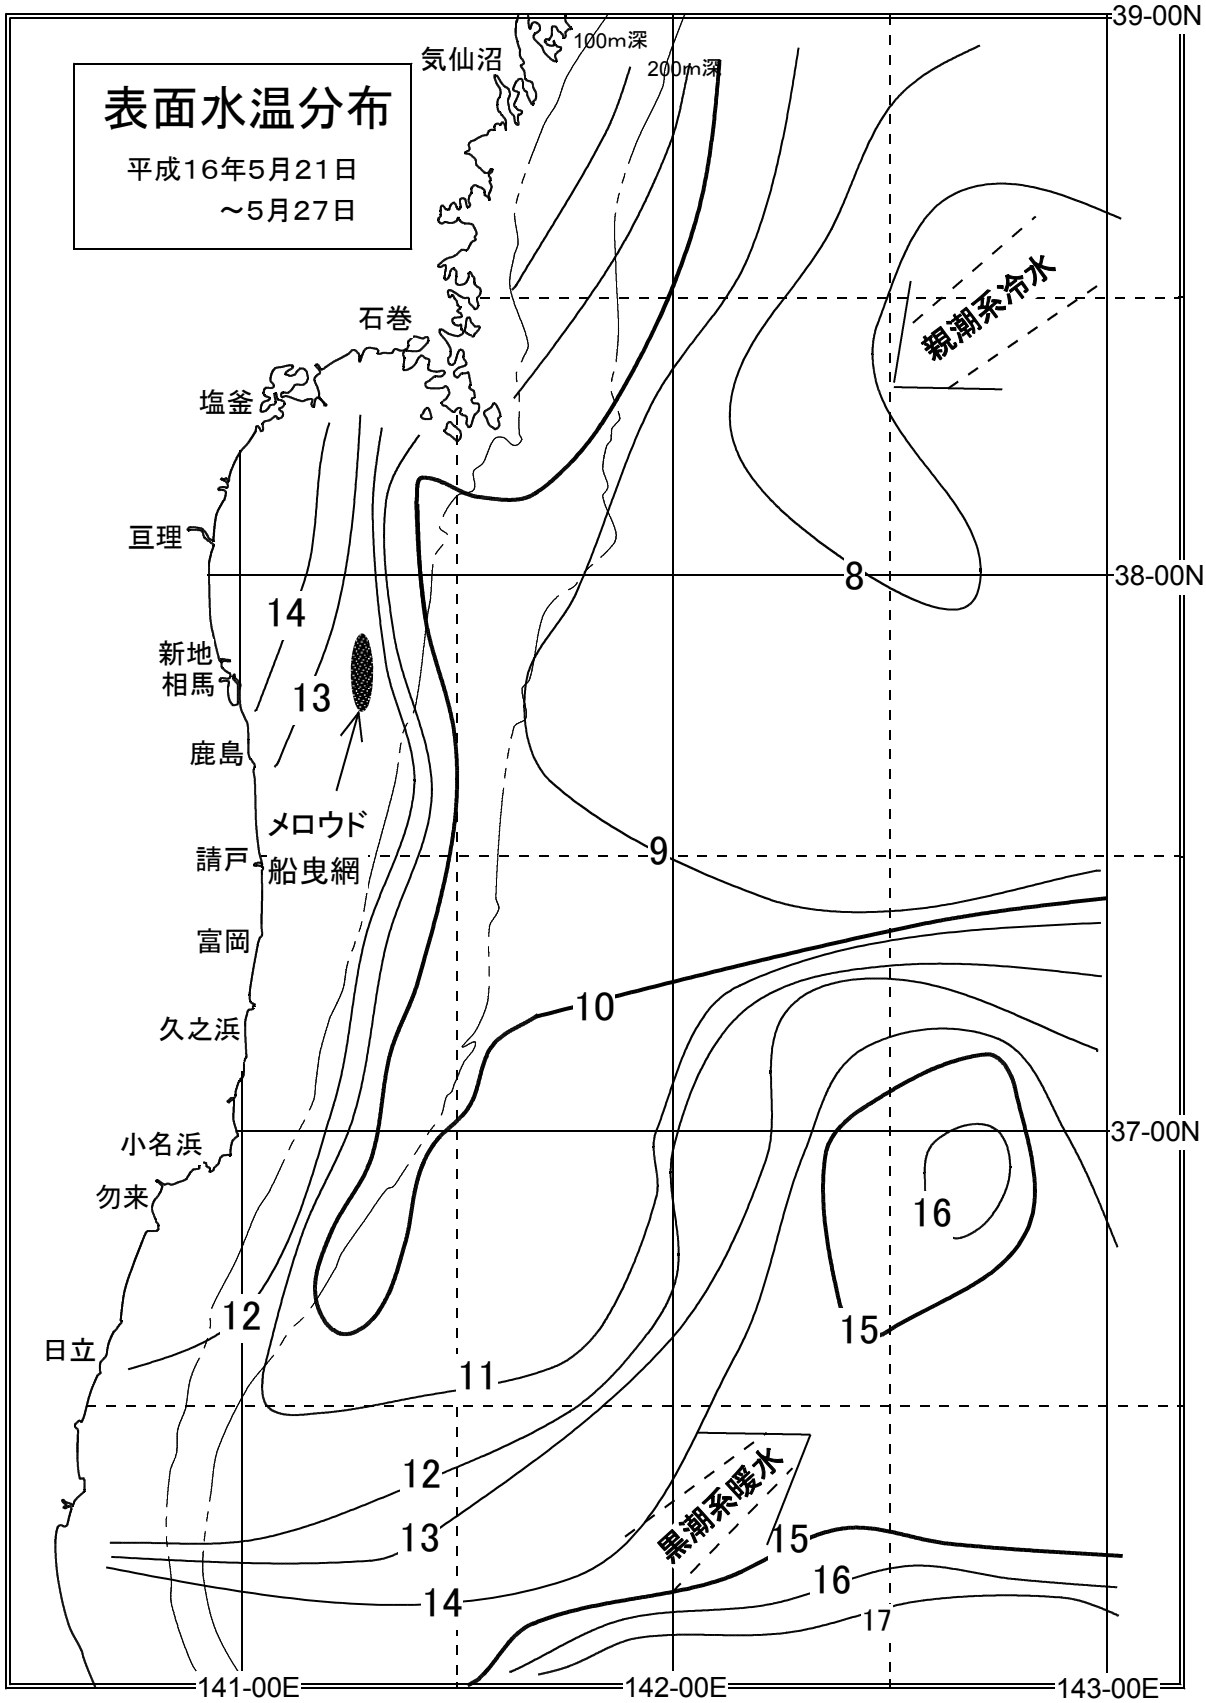 39-00N
100m深
気仙沼
200m深
表面水温分布
平成16年5月21日
～5月27日
親潮系冷水
石巻
塩釜
亘理
8
38-00N
14
新地
相馬
13
鹿島
メロウド
船曳網
9
請戸
富岡
10
久之浜
37-00N
小名浜
勿来
16
12
15
日立
11
12
黒潮系暖水
13
15
16
14
17
141-00E
142-00E
143-00E